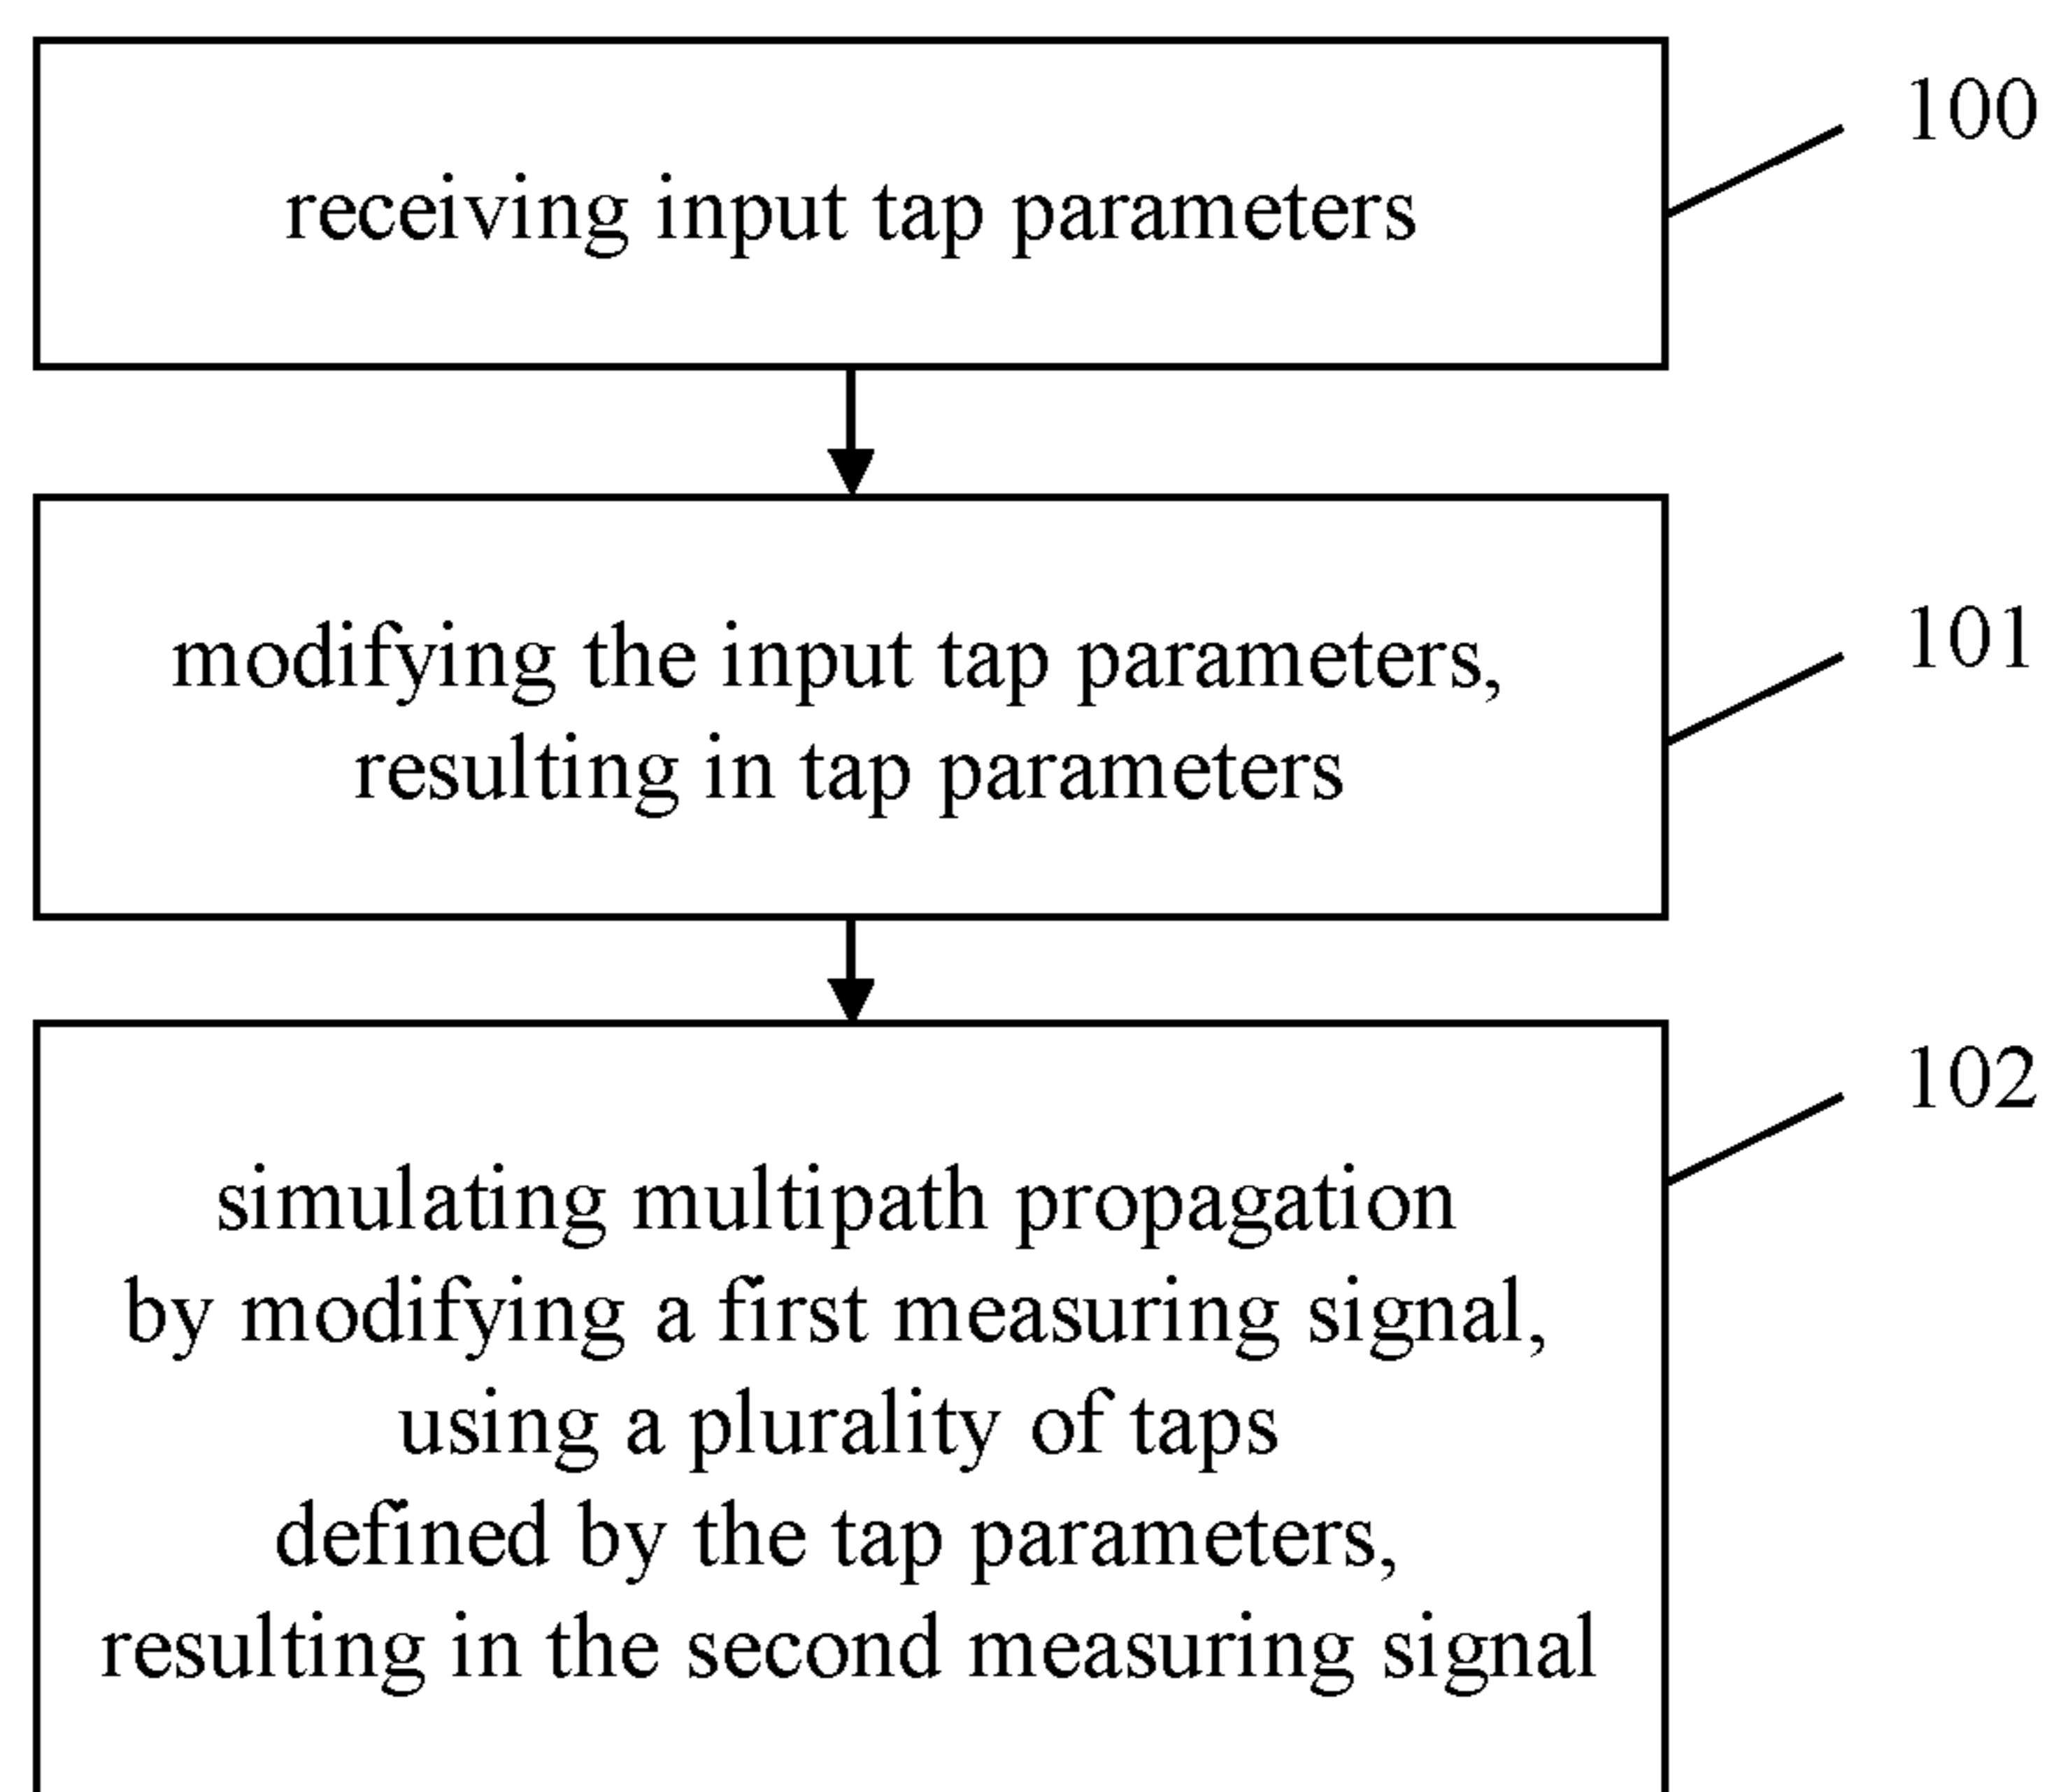 receiving input tap parameters
100
modifying the input tap parameters,
resulting in tap parameters
101
simulating multipath propagation
by modifying a first measuring signal,
using a plurality of taps
defined by the tap parameters,
resulting in the second measuring signal
102